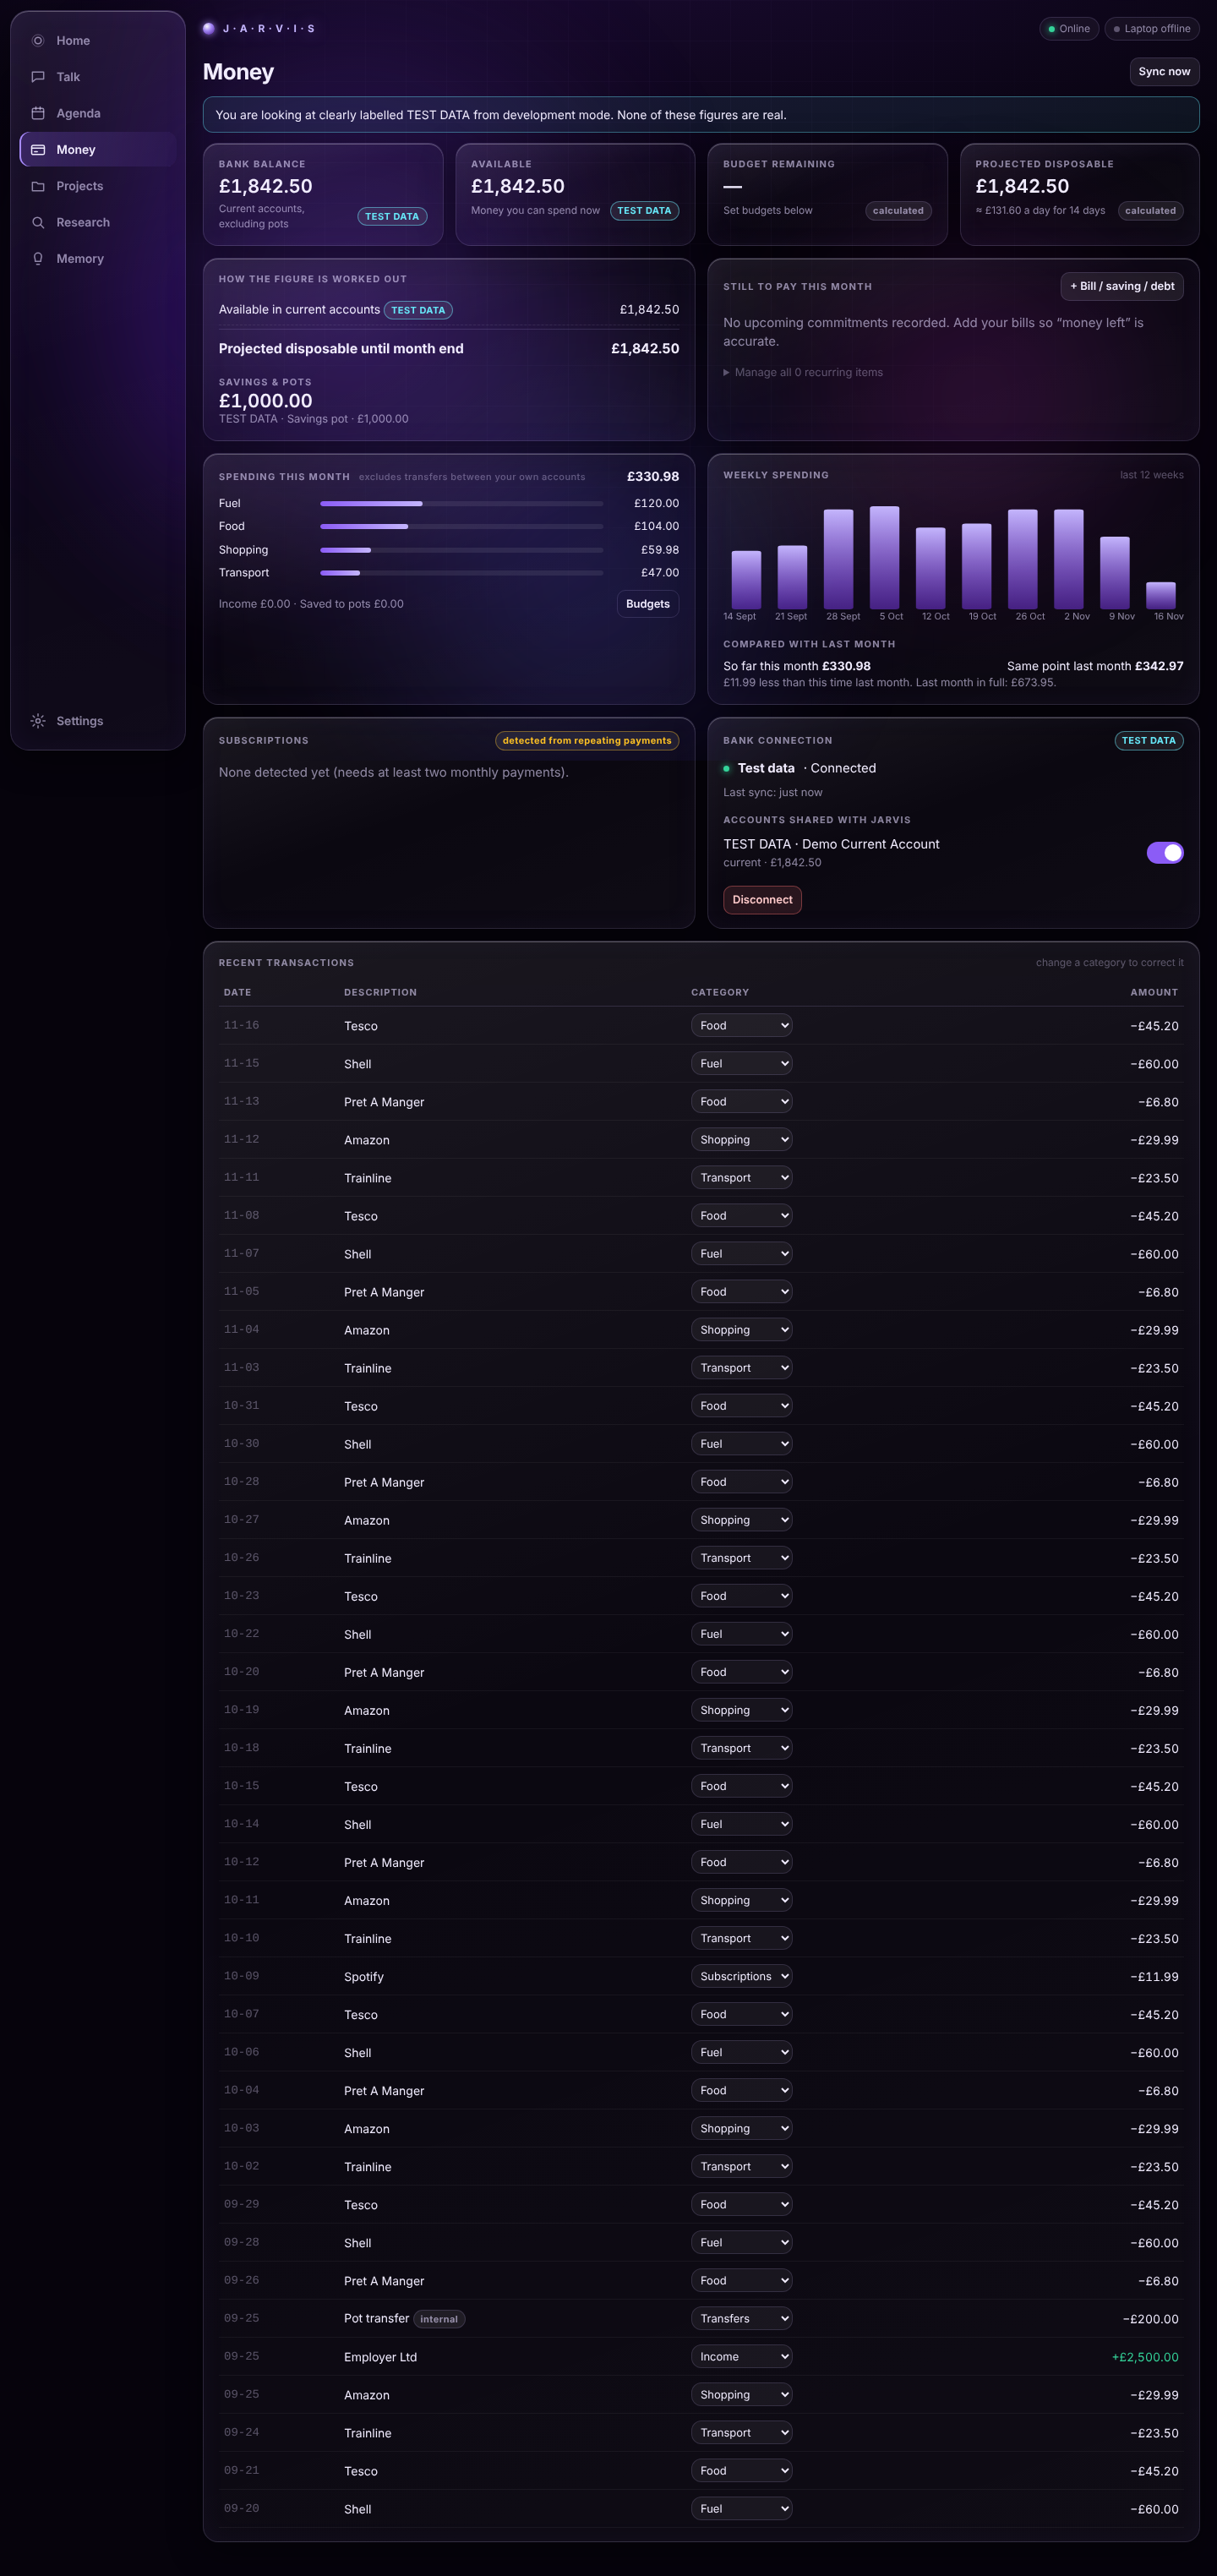 J·A·R·V·I·S
Online
Laptop offline
Home
Talk
Agenda
Money
Projects
Research
Memory
Settings
Money
Sync now
You are looking at clearly labelled TEST DATA from development mode. None of these figures are real.
BANK BALANCE
£1,842.50
Current accounts,
excluding pots
TEST DATA
AVAILABLE
£1,842.50
Money you can spend now
TEST DATA
BUDGET REMAINING
—
Set budgets below
calculated
PROJECTED DISPOSABLE
£1,842.50
≈ £131.60 a day for 14 days
calculated
HOW THE FIGURE IS WORKED OUT
Available in current accounts TEST DATA £1,842.50
Projected disposable until month end £1,842.50
SAVINGS & POTS
£1,000.00
TEST DATA · Savings pot · £1,000.00
STILL TO PAY THIS MONTH
+ Bill / saving / debt
No upcoming commitments recorded. Add your bills so “money left” is
accurate.
▶ Manage all 0 recurring items
SPENDING THIS MONTH excludes transfers between your own accounts £330.98
Fuel £120.00
Food £104.00
Shopping £59.98
Transport £47.00
Income £0.00 · Saved to pots £0.00
Budgets
WEEKLY SPENDING
last 12 weeks
14 Sept 21 Sept 28 Sept 5 Oct 12 Oct 19 Oct 26 Oct 2 Nov 9 Nov 16 Nov
COMPARED WITH LAST MONTH
So far this month £330.98
Same point last month £342.97
£11.99 less than this time last month. Last month in full: £673.95.
SUBSCRIPTIONS
detected from repeating payments
None detected yet (needs at least two monthly payments).
BANK CONNECTION
TEST DATA
Test data · Connected
Last sync: just now
ACCOUNTS SHARED WITH JARVIS
TEST DATA · Demo Current Account
current · £1,842.50
Disconnect
RECENT TRANSACTIONS
change a category to correct it
DATE DESCRIPTION CATEGORY AMOUNT
11-16 Tesco Food −£45.20
11-15 Shell Fuel −£60.00
11-13 Pret A Manger Food −£6.80
11-12 Amazon Shopping −£29.99
11-11 Trainline Transport −£23.50
11-08 Tesco Food −£45.20
11-07 Shell Fuel −£60.00
11-05 Pret A Manger Food −£6.80
11-04 Amazon Shopping −£29.99
11-03 Trainline Transport −£23.50
10-31 Tesco Food −£45.20
10-30 Shell Fuel −£60.00
10-28 Pret A Manger Food −£6.80
10-27 Amazon Shopping −£29.99
10-26 Trainline Transport −£23.50
10-23 Tesco Food −£45.20
10-22 Shell Fuel −£60.00
10-20 Pret A Manger Food −£6.80
10-19 Amazon Shopping −£29.99
10-18 Trainline Transport −£23.50
10-15 Tesco Food −£45.20
10-14 Shell Fuel −£60.00
10-12 Pret A Manger Food −£6.80
10-11 Amazon Shopping −£29.99
10-10 Trainline Transport −£23.50
10-09 Spotify Subscriptions −£11.99
10-07 Tesco Food −£45.20
10-06 Shell Fuel −£60.00
10-04 Pret A Manger Food −£6.80
10-03 Amazon Shopping −£29.99
10-02 Trainline Transport −£23.50
09-29 Tesco Food −£45.20
09-28 Shell Fuel −£60.00
09-26 Pret A Manger Food −£6.80
09-25 Pot transfer internal Transfers −£200.00
09-25 Employer Ltd Income +£2,500.00
09-25 Amazon Shopping −£29.99
09-24 Trainline Transport −£23.50
09-21 Tesco Food −£45.20
09-20 Shell Fuel −£60.00